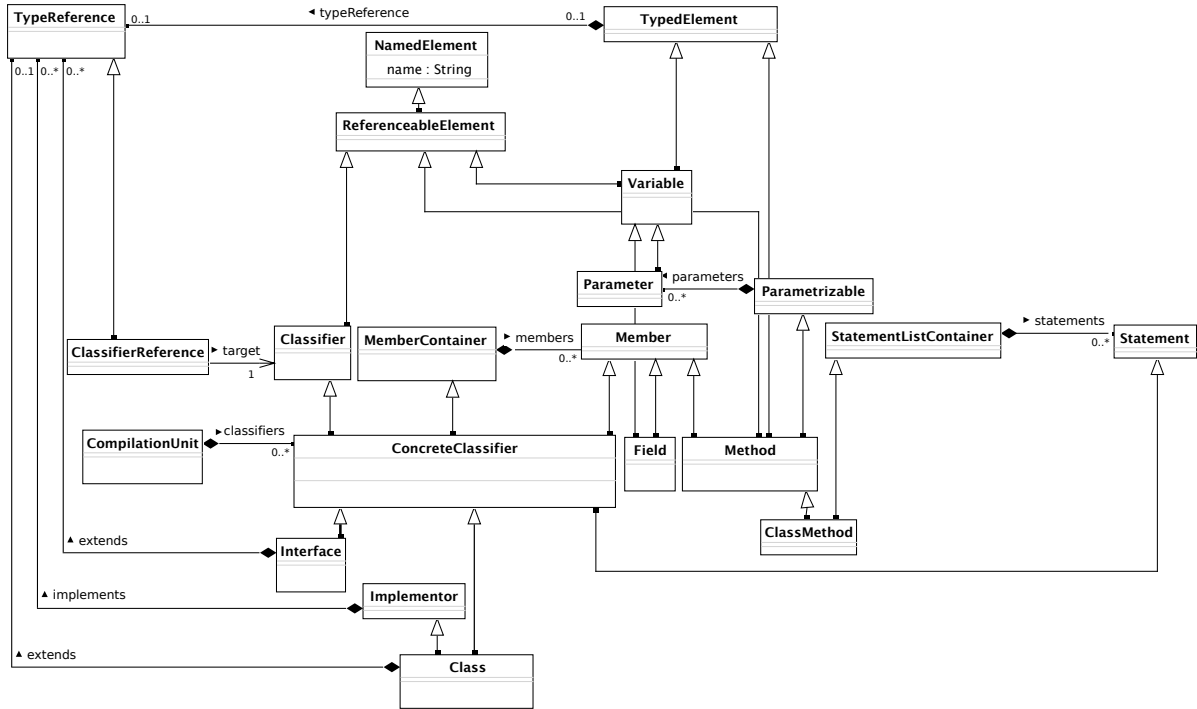 TypeReference
0..1
◄ typeReference
0..1
TypedElement
NamedElement
name : String
0..1
0..*
0..*
ReferenceableElement
Variable
Parameter
◄ parameters
0..*
Parametrizable
ClassifierReference
► target
1
Classifier
MemberContainer
► members
0..*
Member
StatementListContainer
► statements
0..*
Statement
CompilationUnit
►classifiers
0..*
ConcreteClassifier
Field
Method
ClassMethod
▲ extends
Interface
▲ implements
Implementor
▲ extends
Class